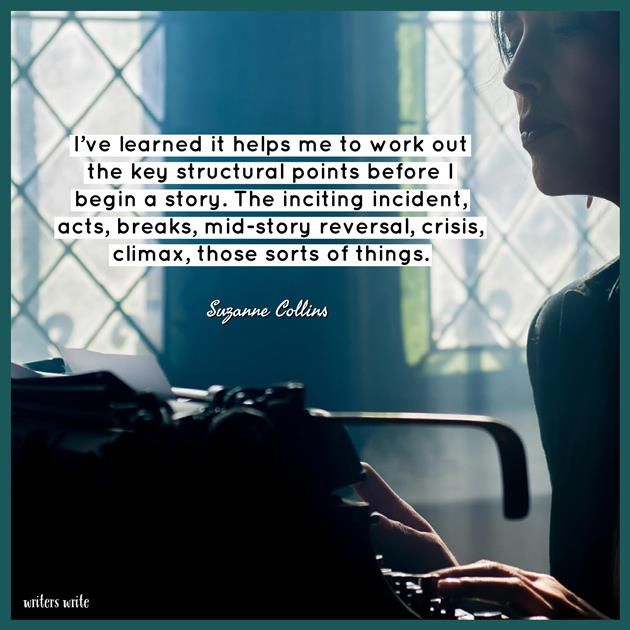 I've learned it helps me to work out
the key structural points before I
begin a story. The inciting incident,
acts, breaks, mid-story reversal, crisis,
climax, those sorts of things.
Suzanne Collins
writers write